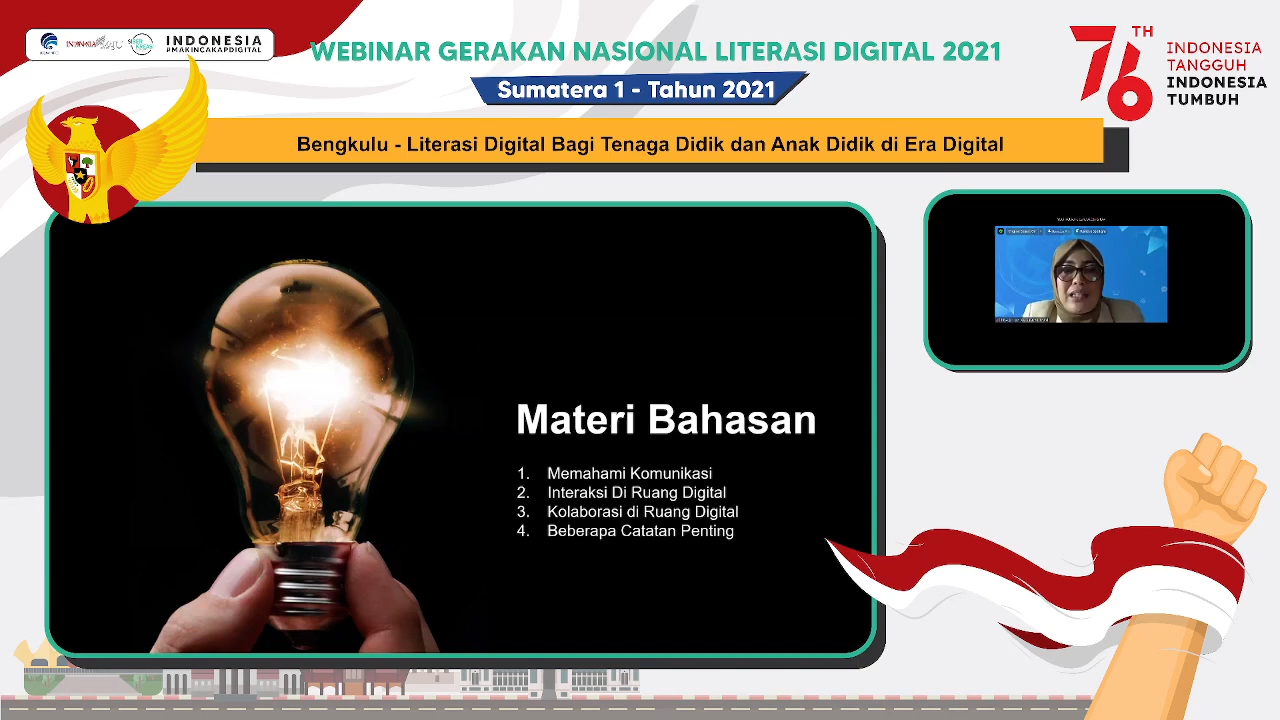 INDONESIA
#MAKINCAKAPDIGITAL
WEBINAR GERAKAN NASIONAL LITERASI DIGITAL 2021
Sumatera 1 - Tahun 2021
76TH
INDONESIA
TANGGUH
INDONESIA
TUMBUH
Bengkulu - Literasi Digital Bagi Tenaga Didik dan Anak Didik di Era Digital
Materi Bahasan
1. Memahami Komunikasi
2. Interaksi Di Ruang Digital
3. Kolaborasi di Ruang Digital
4. Beberapa Catatan Penting